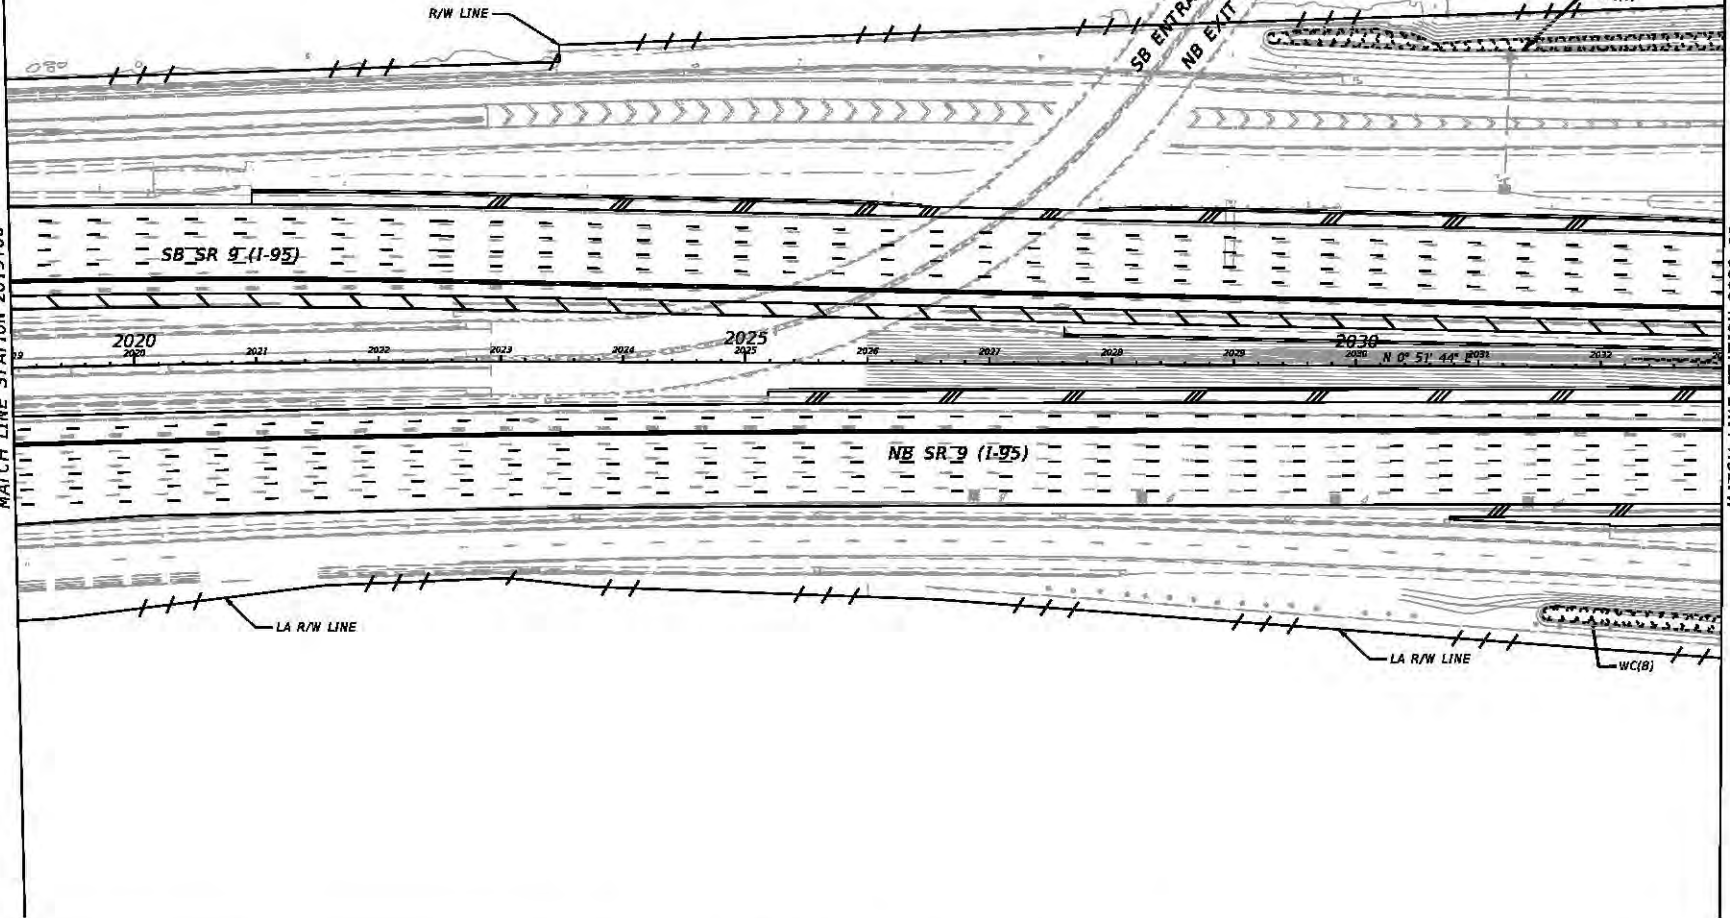 R/W LINE
SB ENTRA
NB EXIT
SB SR 9 (I-95)
MATCH LINE STATION
2020
2025
2030
2020
2021
2022
2023
2024
2025
2026
2027
2028
2029
2030
N 0° 51' 44" E
2031
2032
NB SR 9 (I-95)
LA R/W LINE
LA R/W LINE
WC(8)